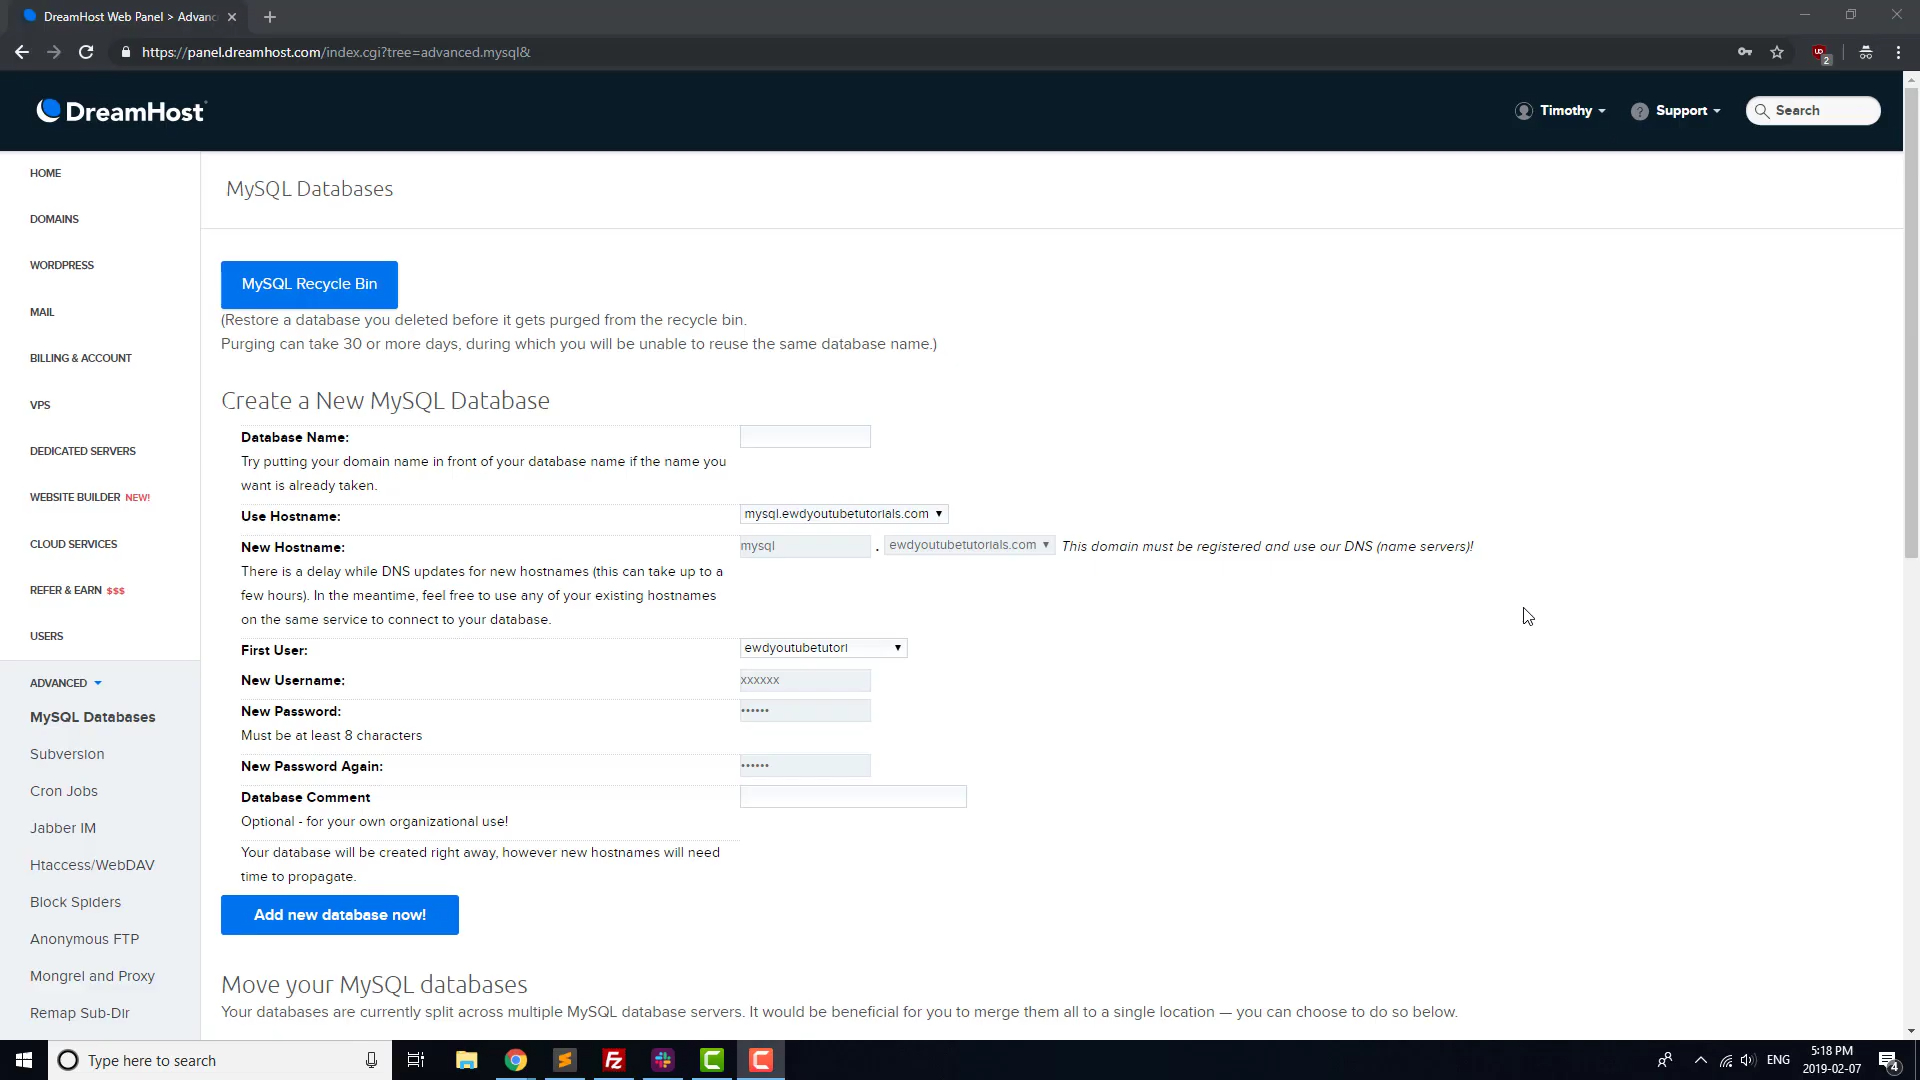 DreamHost Web Panel > Advanc
https://panel.dreamhost.com/index.cgi?tree=advanced.mysql&
2
DreamHost
Timothy
? Support
Search
HOME
DOMAINS
WORDPRESS
MAIL
BILLING & ACCOUNT
VPS
DEDICATED SERVERS
WEBSITE BUILDER NEW!
CLOUD SERVICES
REFER & EARN $$$
USERS
ADVANCED
MySQL Databases
Subversion
Cron Jobs
Jabber IM
Htaccess/WebDAV
Block Spiders
Anonymous FTP
Mongrel and Proxy
Remap Sub-Dir
MySQL Databases
MySQL Recycle Bin
(Restore a database you deleted before it gets purged from the recycle bin.
Purging can take 30 or more days, during which you will be unable to reuse the same database name.)
Create a New MySQL Database
Database Name:
Try putting your domain name in front of your database name if the name you
want is already taken.
Use Hostname: mysql.ewdyoutubetutorials.com
New Hostname: mysql . ewdyoutubetutorials.com This domain must be registered and use our DNS (name servers)!
There is a delay while DNS updates for new hostnames (this can take up to a
few hours). In the meantime, feel free to use any of your existing hostnames
on the same service to connect to your database.
First User: ewdyoutubetutori
New Username: xxxxxx
New Password: ••••••
Must be at least 8 characters
New Password Again: ••••••
Database Comment
Optional - for your own organizational use!
Your database will be created right away, however new hostnames will need
time to propagate.
Add new database now!
Move your MySQL databases
Your databases are currently split across multiple MySQL database servers. It would be beneficial for you to merge them all to a single location — you can choose to do so below.
Type here to search
Fz
ENG
5:18 PM
2019-02-07
4